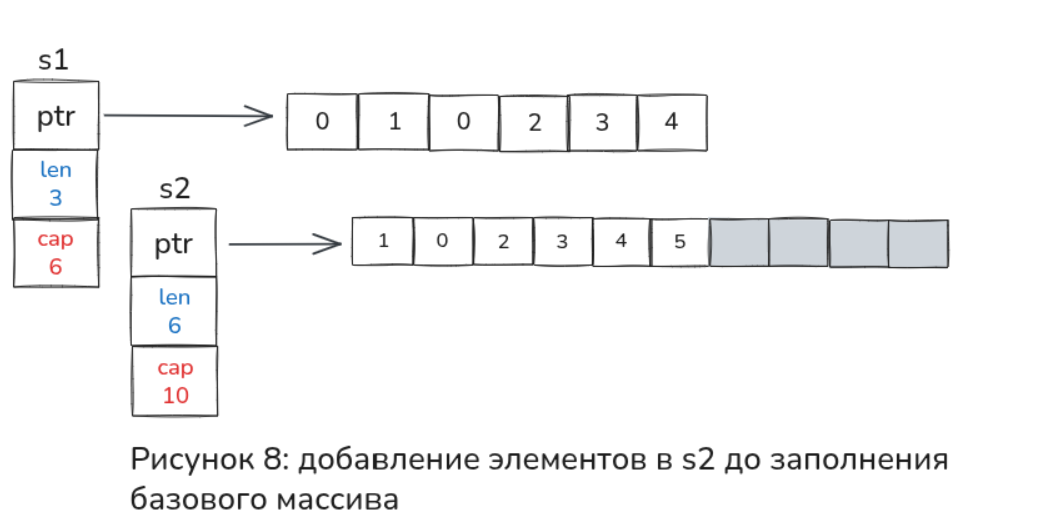 s1
ptr
0 1 0 2 3 4
len
3
s2
cap
6
ptr
1 0 2 3 4 5
len
6
cap
10
Рисунок 8: добавление элементов в s2 до заполнения
базового массива